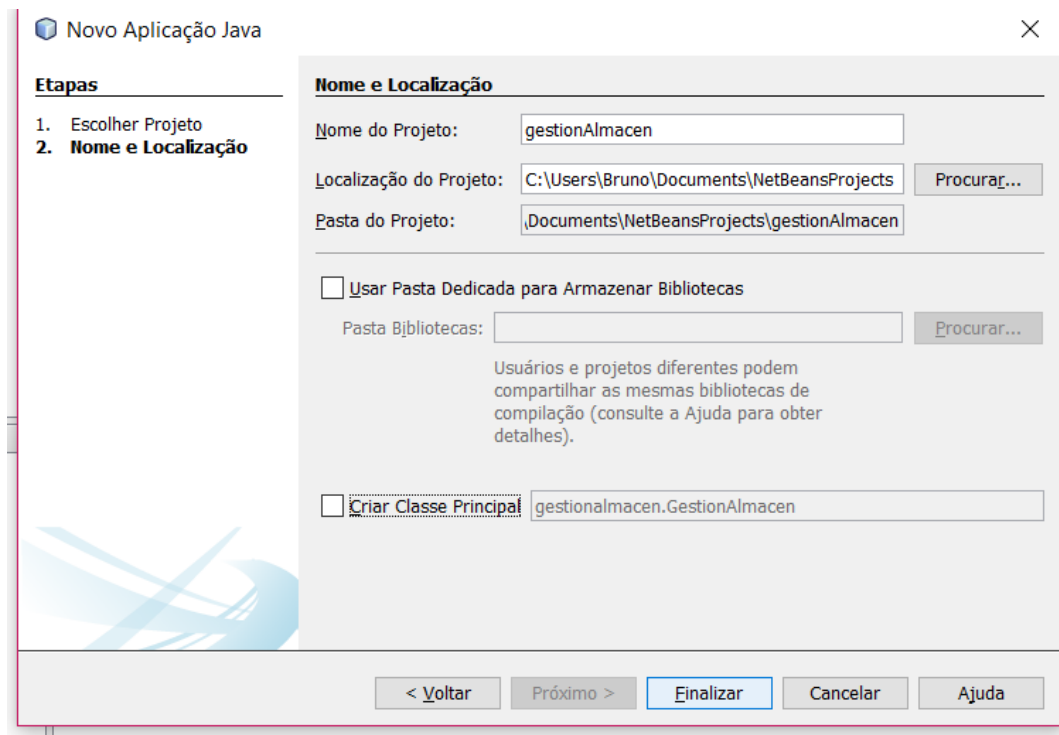 Novo Aplicação Java
Etapas
1. Escolher Projeto
2. Nome e Localização
Nome e Localização
Nome do Projeto: gestionAlmacen
Localização do Projeto: C:\Users\Bruno\Documents\NetBeansProjects Procurar...
Pasta do Projeto: \Documents\NetBeansProjects\gestionAlmacen
Usar Pasta Dedicada para Armazenar Bibliotecas
Pasta Bibliotecas: Procurar...
Usuários e projetos diferentes podem
compartilhar as mesmas bibliotecas de
compilação (consulte a Ajuda para obter
detalhes).
Criar Classe Principal gestionalmacen.GestionAlmacen
< Voltar Próximo > Finalizar Cancelar Ajuda